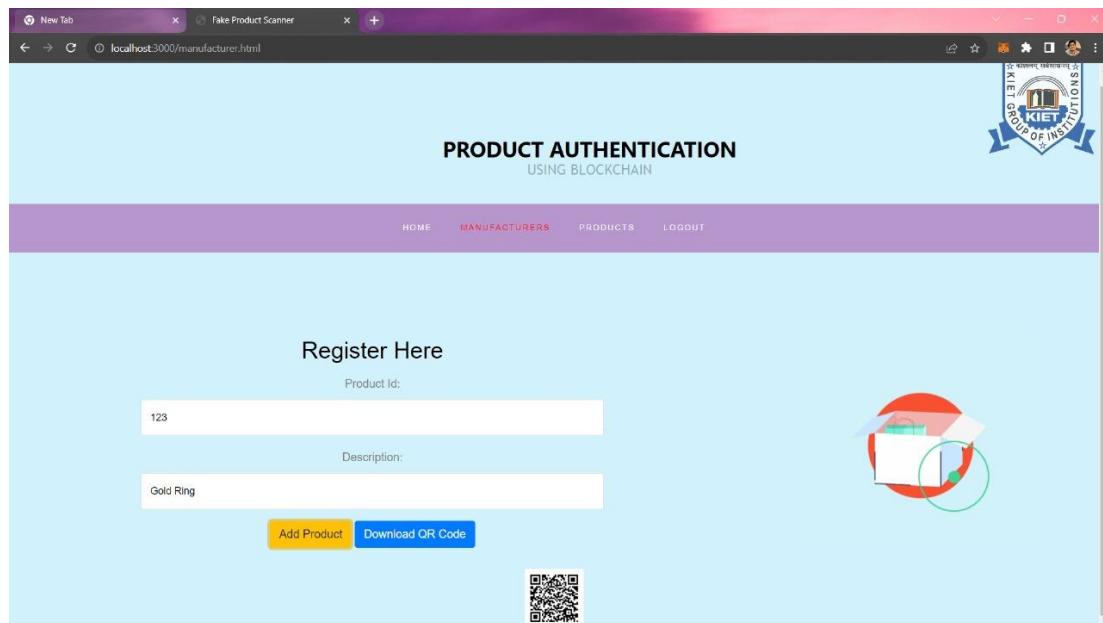 New Tab
Fake Product Scanner
localhost:3000/manufacturer.html
KIET GROUP OF INSTITUTIONS
KIET
PRODUCT AUTHENTICATION
USING BLOCKCHAIN
HOME MANUFACTURERS PRODUCTS LOGOUT
Register Here
Product Id:
123
Description:
Gold Ring
Add Product Download QR Code